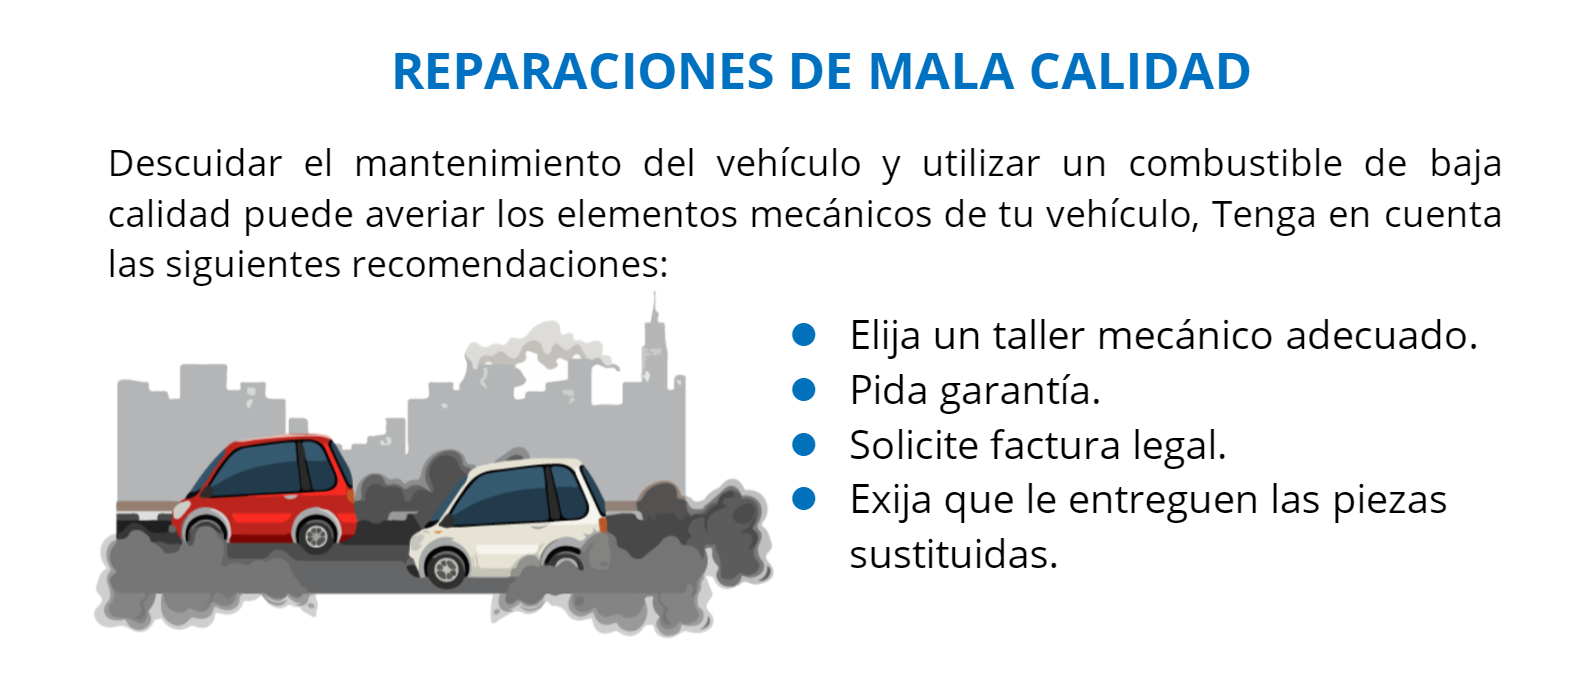 REPARACIONES DE MALA CALIDAD
Descuidar el mantenimiento del vehículo y utilizar un combustible de baja
calidad puede averiar los elementos mecánicos de tu vehículo, Tenga en cuenta
las siguientes recomendaciones:
● Elija un taller mecánico adecuado.
● Pida garantía.
● Solicite factura legal.
● Exija que le entreguen las piezas
sustituidas.